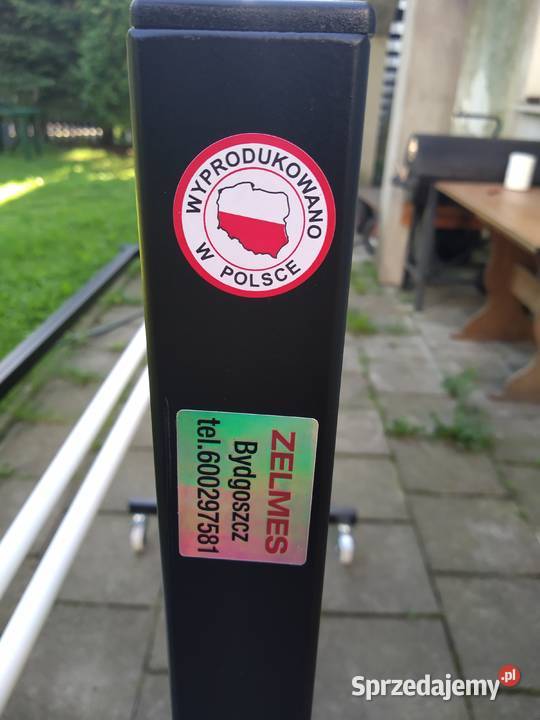 WYPRODUKOWANO
W POLSCE
ZELMES
Bydgoszcz
tel.600297581
Sprzedajemy.pl